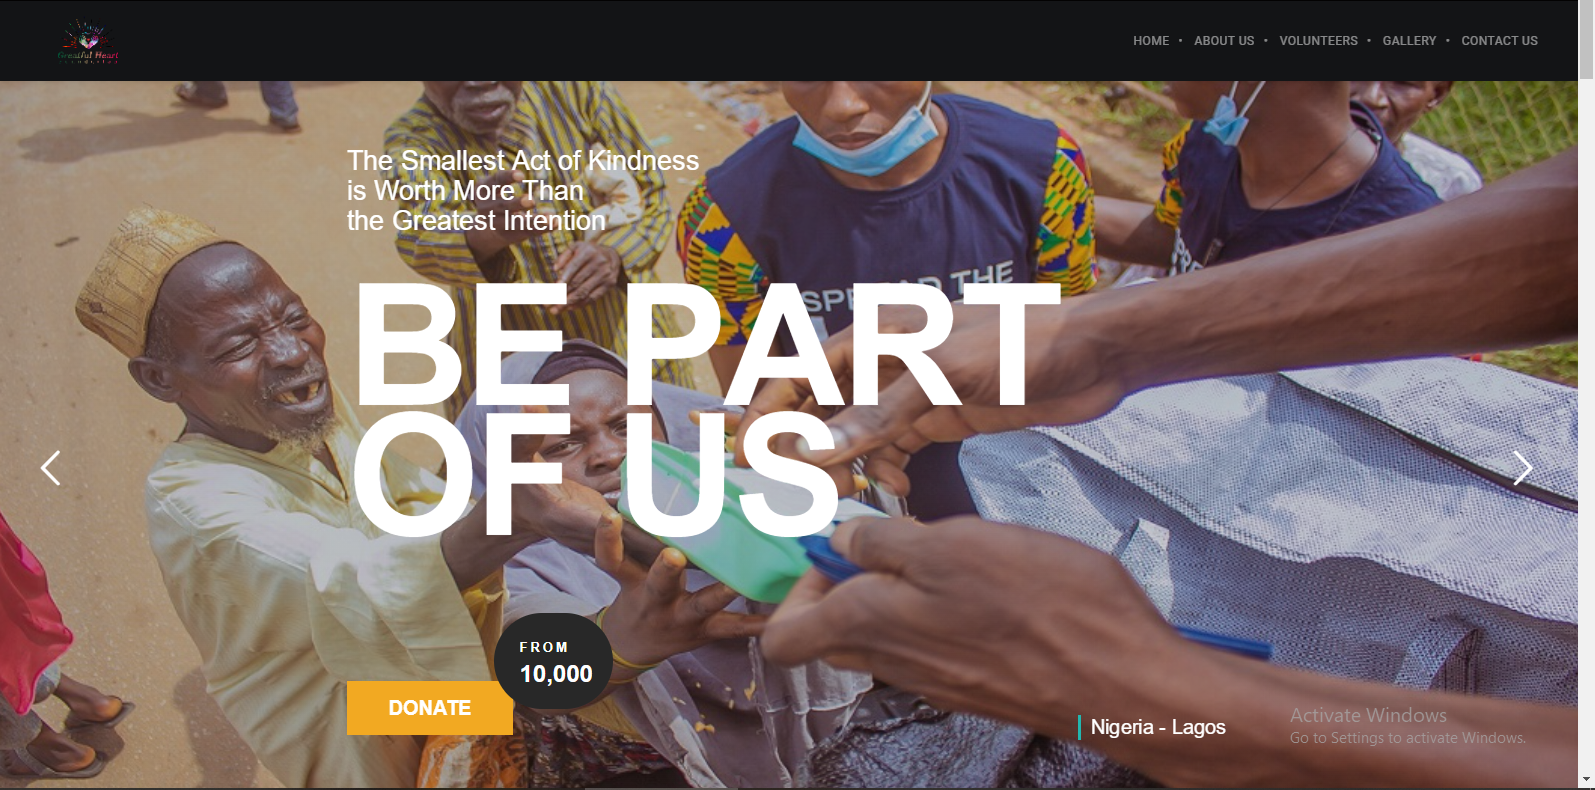 Greatful Heart
HOME • ABOUT US • VOLUNTEERS • GALLERY • CONTACT US
The Smallest Act of Kindness
is Worth More Than
the Greatest Intention
SPREAD THE
BE PART
OF US
FROM
10,000
DONATE
Nigeria - Lagos
Activate Windows
Go to Settings to activate Windows.